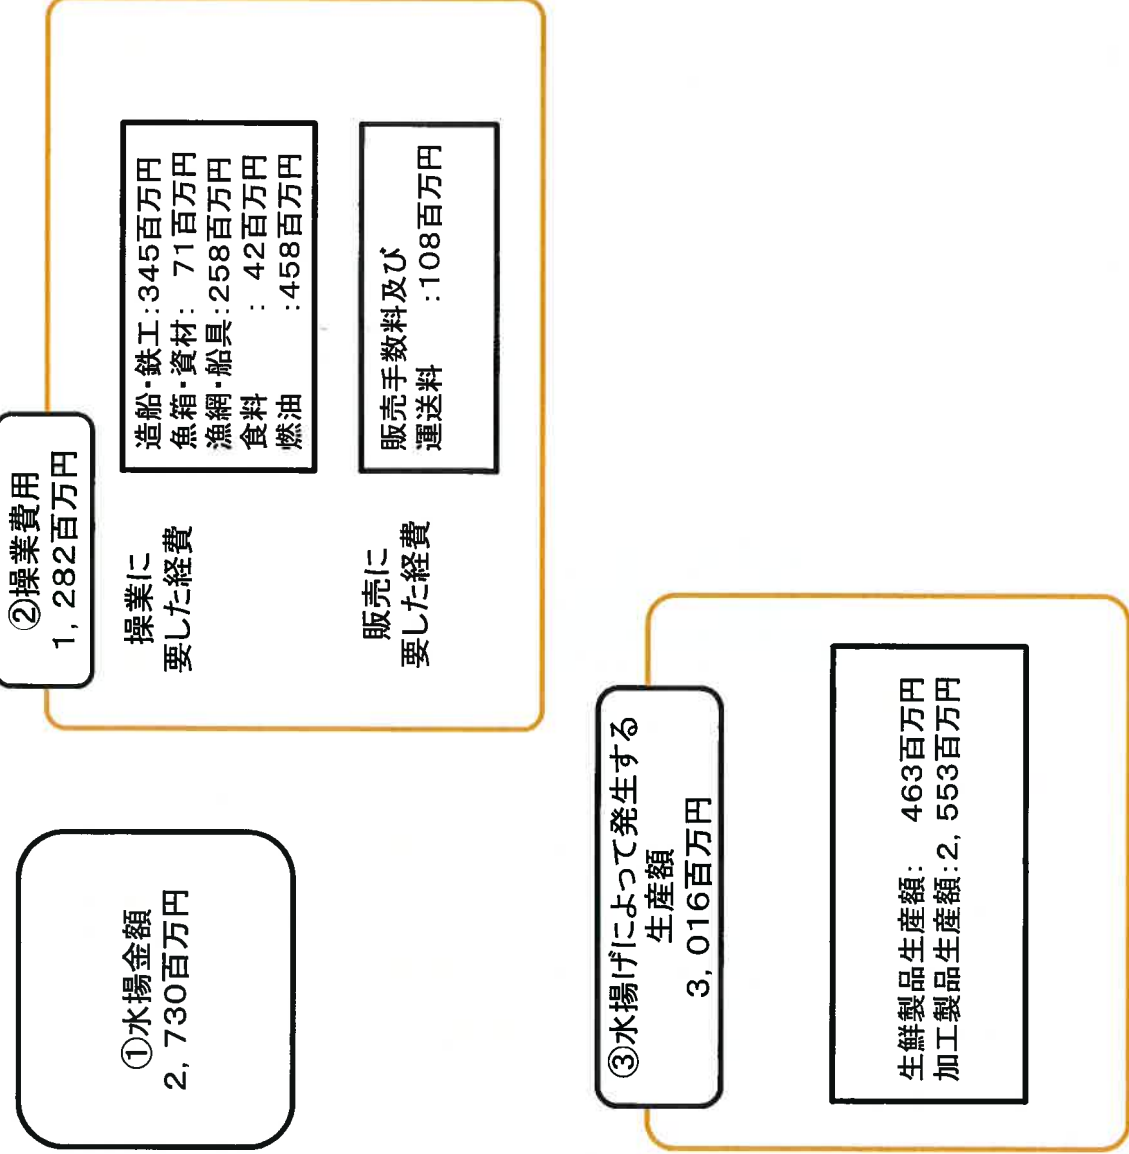 ①水揚金額
2,730百万円
②操業費用
1,282百万円
操業に
要した経費
造船・鉄工:345百万円
魚箱・資材: 71百万円
漁網・船具:258百万円
食料 : 42百万円
燃油 :458百万円
販売に
要した経費
販売手数料及び
運送料 :108百万円
③水揚げによって発生する
生産額
3,016百万円
生鮮製品生産額: 463百万円
加工製品生産額:2,553百万円